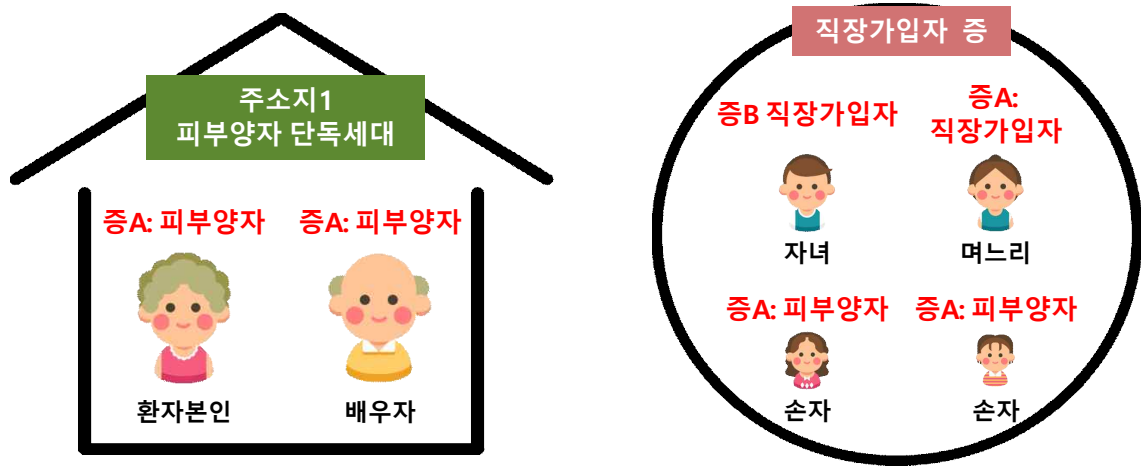 주소지1
피부양자 단독세대
증A: 피부양자
증A: 피부양자
환자본인
배우자
직장가입자 증
증B 직장가입자
증A:
직장가입자
자녀
며느리
증A: 피부양자
증A: 피부양자
손자
손자